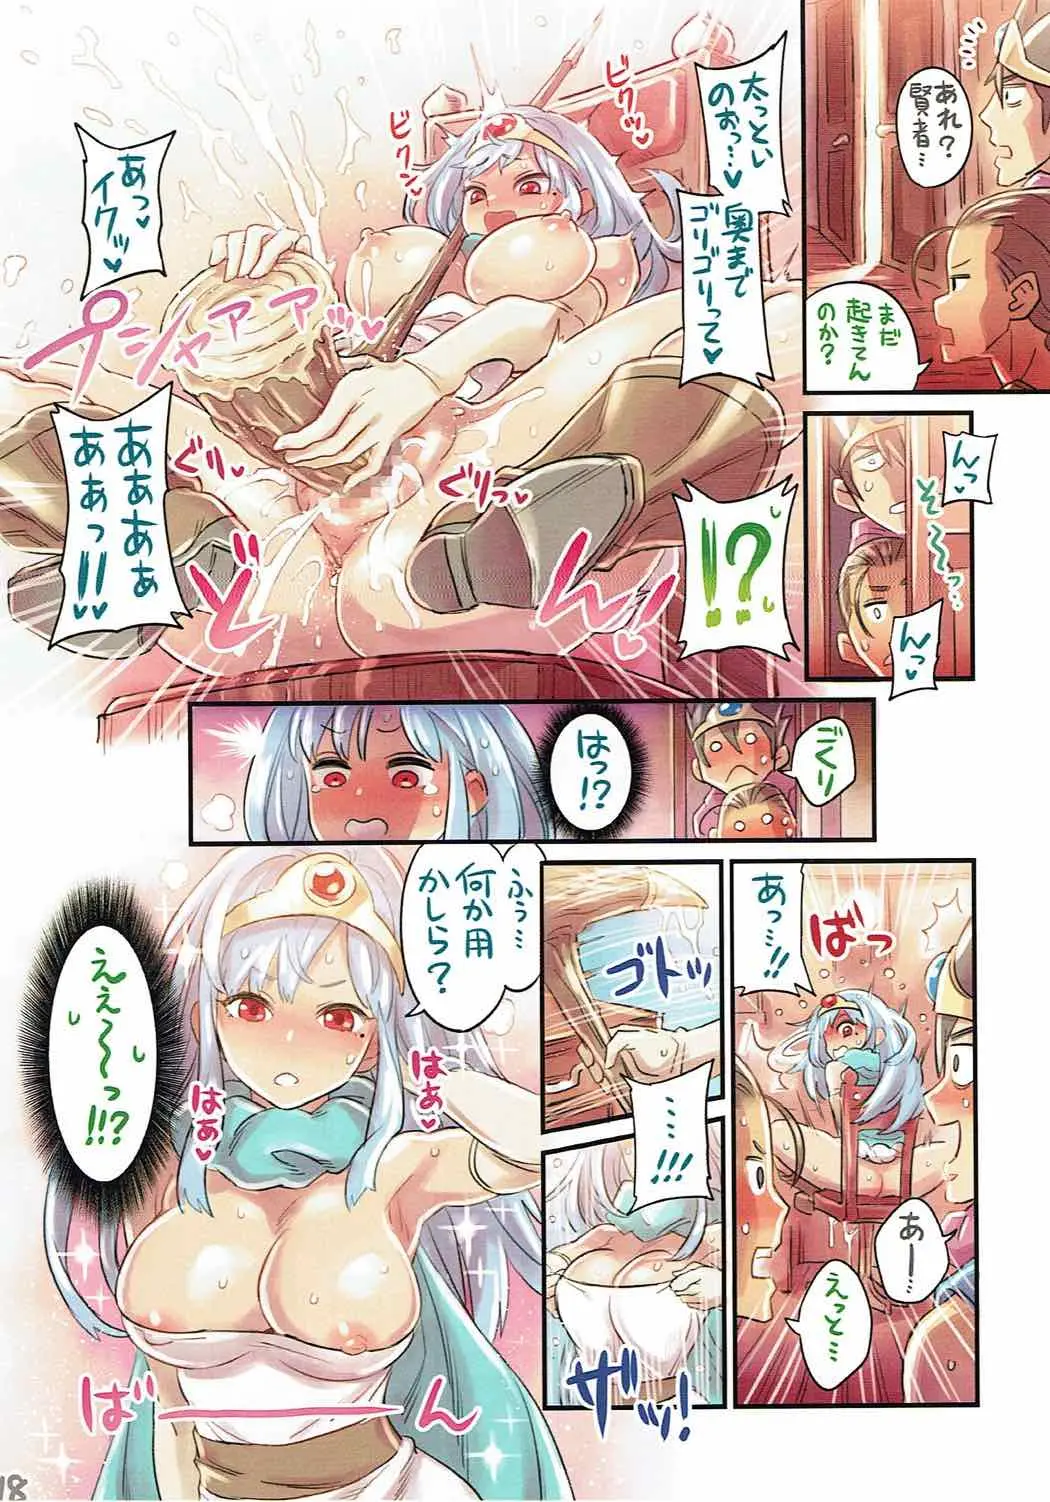 あれ？
賢者…
まだ
起きてん
のか？
んっ
そ～～っ…
んっ
太っとい
のぉっ…♥
奥まで
ゴリゴリって♥
ビクッ♥
ビクンッ♥
あっ♥
イクッ♥
プシャアアァッ♥
ぐりっ♥
ぐりっ♥
ああああぁ
あぁっ!!♥♥
どんっ
!?
ごくり
はっ!?
ばっ
あっ…!!
あー…
えっと…
ゴトッ
……!!!
ザッ!
ふぅ…
何か用
かしら？
はぁ♥
はぁ♥
えぇ～～っ!!?
ばーん
18